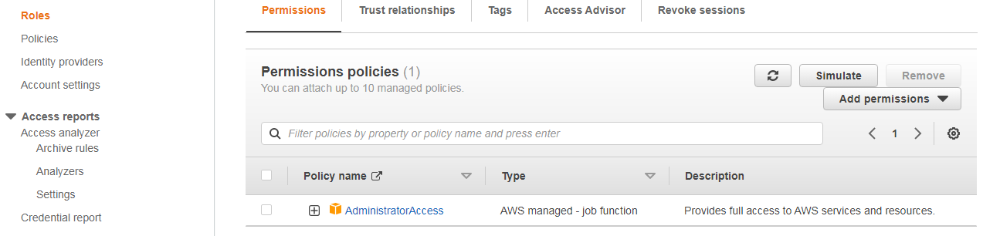 Roles
Policies
Identity providers
Account settings
Access reports
Access analyzer
Archive rules
Analyzers
Settings
Credential report
Permissions Trust relationships Tags Access Advisor Revoke sessions
Permissions policies (1)
You can attach up to 10 managed policies.
Simulate Remove
Add permissions
Filter policies by property or policy name and press enter
1
Policy name Type Description
AdministratorAccess AWS managed - job function Provides full access to AWS services and resources.